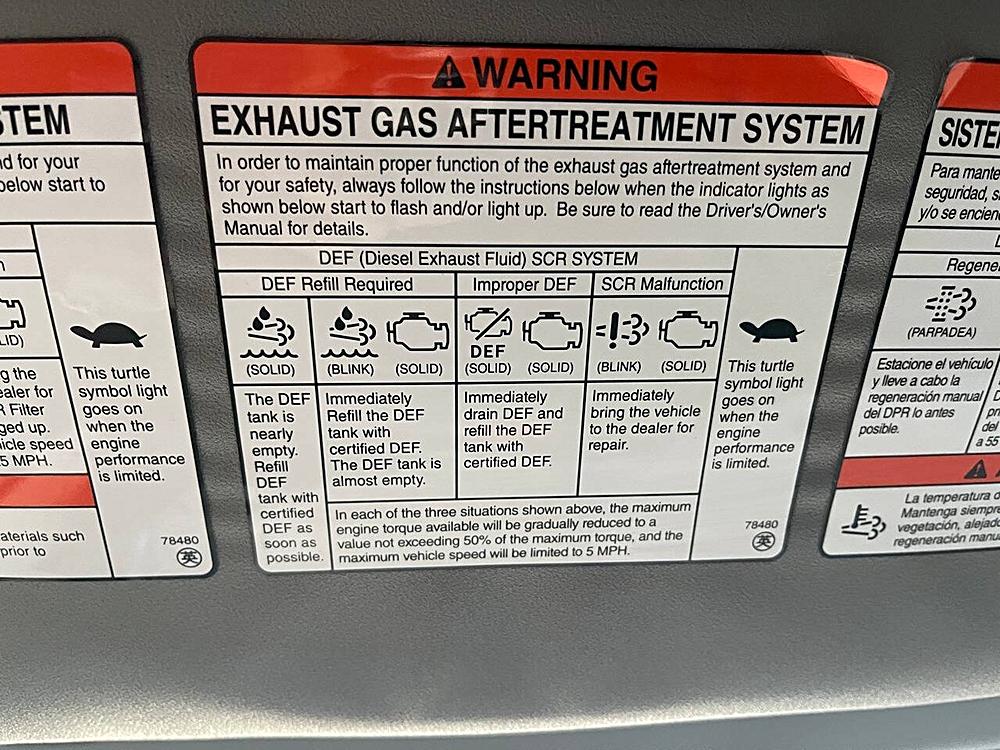 STEM
nd for your
below start to
LID)
g the
ealer for
R Filter
ged up.
icle speed
5 MPH.
This turtle
symbol light
goes on
when the
engine
performance
is limited.
aterials such
prior to
78480
英
WARNING
EXHAUST GAS AFTERTREATMENT SYSTEM
In order to maintain proper function of the exhaust gas aftertreatment system and
for your safety, always follow the instructions below when the indicator lights as
shown below start to flash and/or light up. Be sure to read the Driver's/Owner's
Manual for details.
DEF (Diesel Exhaust Fluid) SCR SYSTEM
DEF Refill Required
Improper DEF
SCR Malfunction
DEF
(SOLID)
(BLINK)
(SOLID)
(SOLID)
(SOLID)
(BLINK)
(SOLID)
The DEF
tank is
nearly
empty.
Refill
DEF
tank with
certified
DEF as
soon as
possible.
Immediately
Refill the DEF
tank with
certified DEF.
The DEF tank is
almost empty.
Immediately
drain DEF and
refill the DEF
tank with
certified DEF.
Immediately
bring the vehicle
to the dealer for
repair.
In each of the three situations shown above, the maximum
engine torque available will be gradually reduced to a
value not exceeding 50% of the maximum torque, and the
maximum vehicle speed will be limited to 5 MPH.
This turtle
symbol light
goes on
when the
engine
performance
is limited.
78480
英
SISTE
Para mante
seguridad, s
y/o se encien
Regene
(PARPADEA)
Estacione el vehículo
y lleve a cabo la
regeneración manual
del DPR lo antes
posible.
D
pr
del
a 55
La temperatura d
Mantenga siempre
vegetación, alejado
regeneración manu